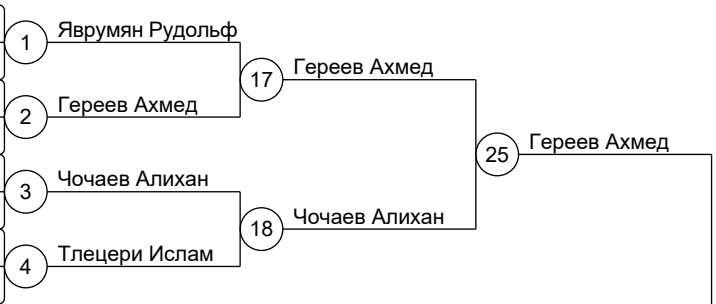 1 Яврумян Рудольф
17 Гереев Ахмед
2 Гереев Ахмед
25 Гереев Ахмед
3 Чочаев Алихан
18 Чочаев Алихан
4 Тлецери Ислам